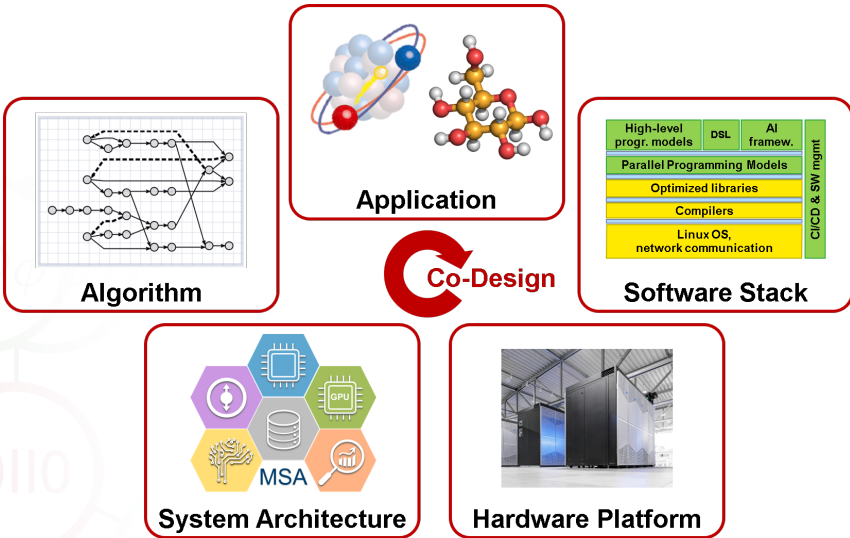 Application
Algorithm
High-level
progr. models
DSL
AI
framew.
Parallel Programming Models
Optimized libraries
Compilers
Linux OS,
network communication
CI/CD & SW mgmt
Software Stack
Co-Design
GPU
MSA
System Architecture
Hardware Platform